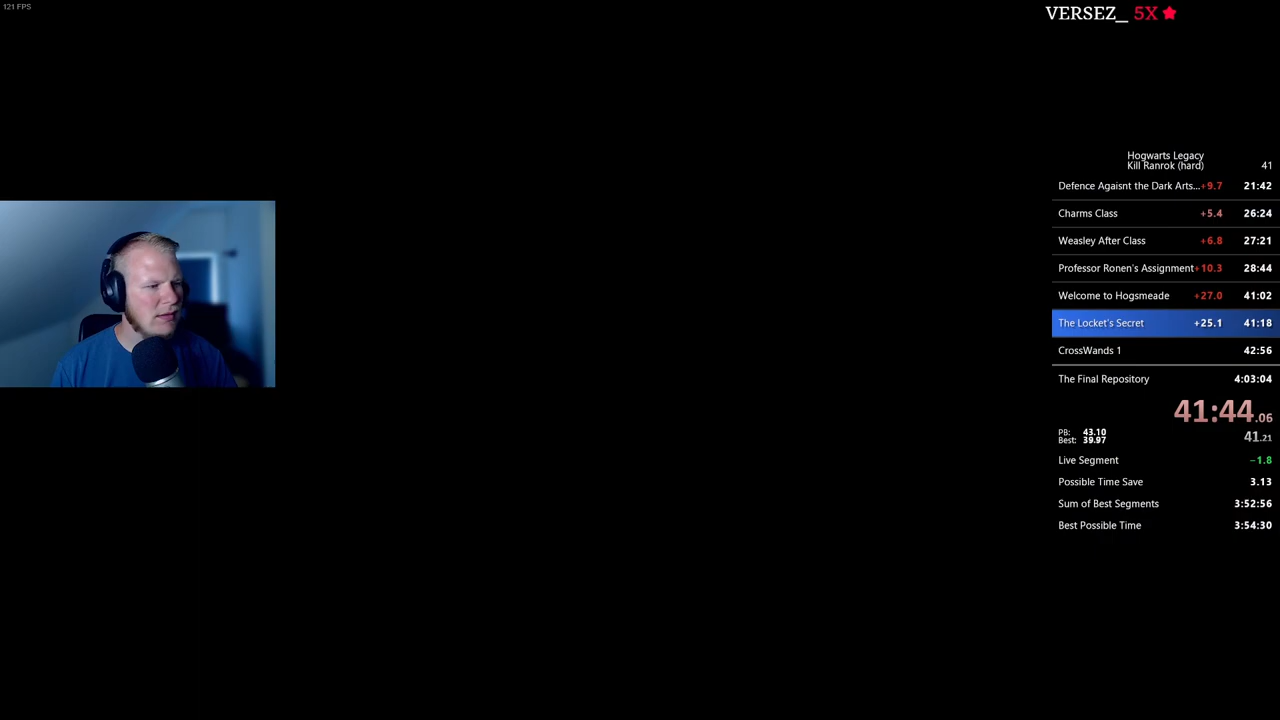 121 FPS
VERSEZ_ 5X
Hogwarts Legacy
Kill Ranrok (hard) 41
Defence Agaisnt the Dark Arts... +9.7 21:42
Charms Class +5.4 26:24
Weasley After Class +6.8 27:21
Professor Ronen's Assignment +10.3 28:44
Welcome to Hogsmeade +27.0 41:02
The Locket's Secret +25.1 41:18
CrossWands 1 42:56
The Final Repository 4:03:04
41:44.06
PB: 43.10
Best: 39.97 41.21
Live Segment −1.8
Possible Time Save 3.13
Sum of Best Segments 3:52:56
Best Possible Time 3:54:30